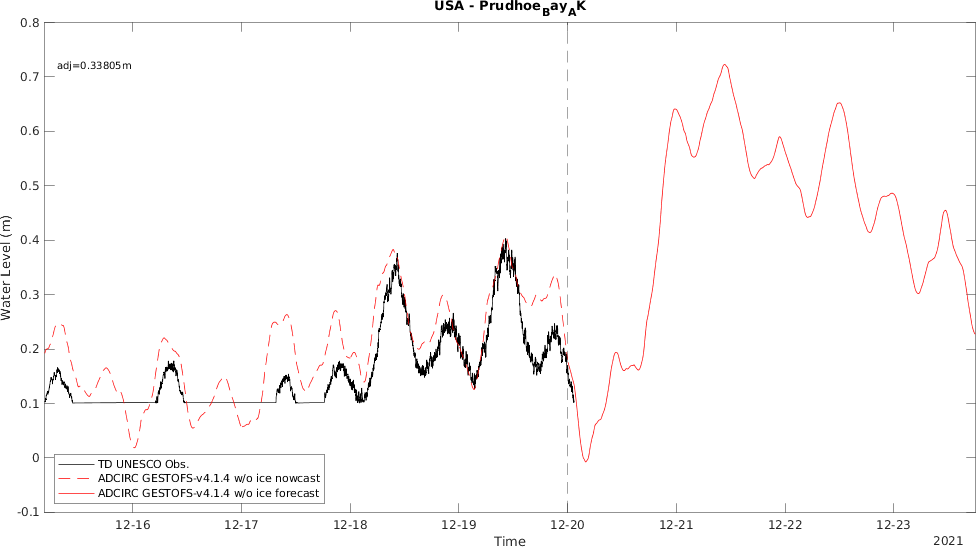 USA - Prudhoe_Bay_AK
adj=0.33805m
0.8
0.7
0.6
0.5
0.4
0.3
0.2
0.1
0
-0.1
Water Level (m)
TD UNESCO Obs.
ADCIRC GESTOFS-v4.1.4 w/o ice nowcast
ADCIRC GESTOFS-v4.1.4 w/o ice forecast
12-16 12-17 12-18 12-19 12-20 12-21 12-22 12-23
Time
2021